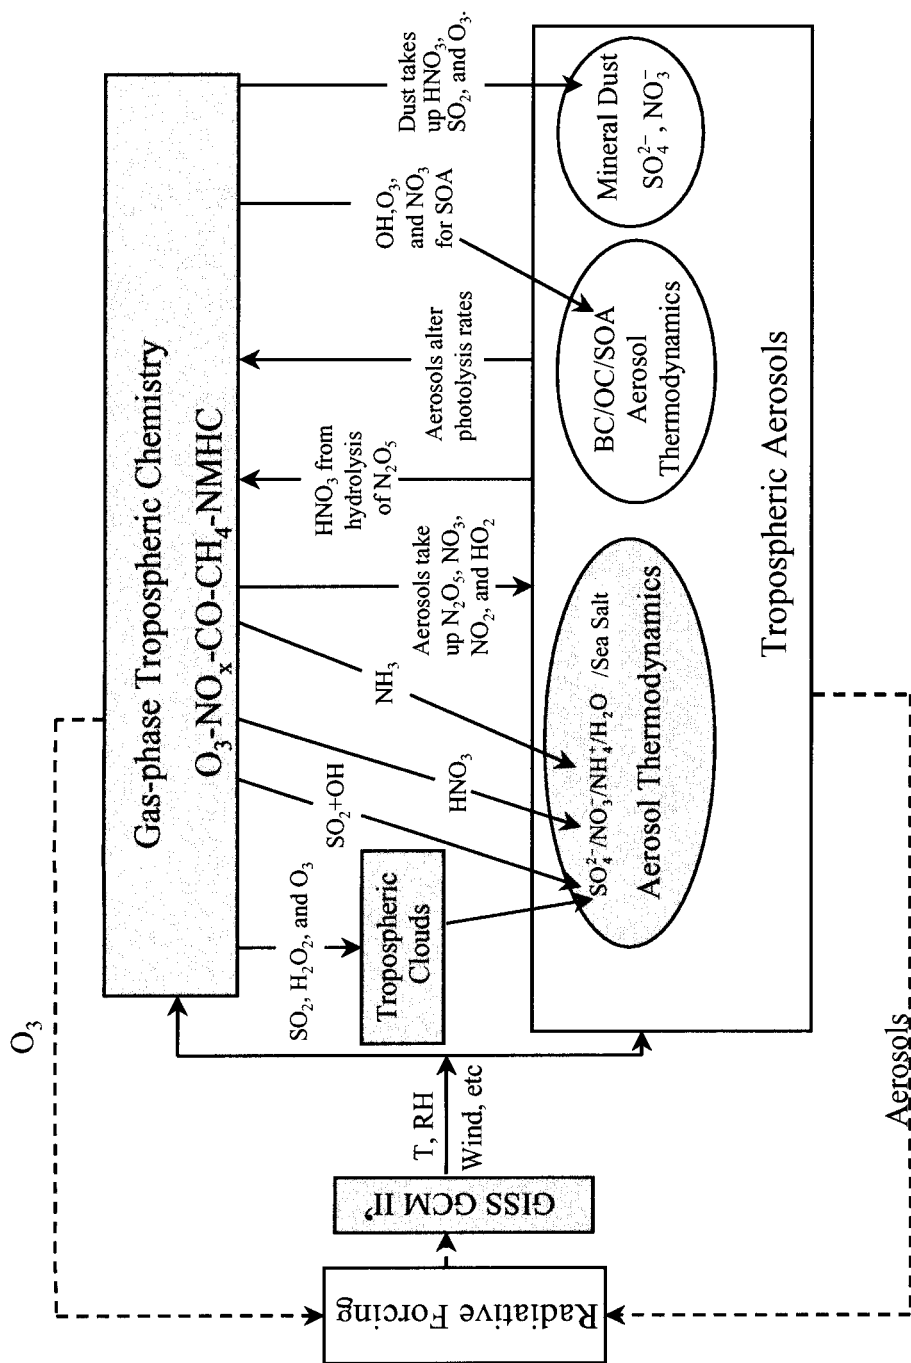 O₃
Gas-phase Tropospheric Chemistry
O₃-NOₓ-CO-CH₄-NMHC
SO₂, H₂O₂, and O₃
SO₂+OH
HNO₃
NH₃
Aerosols take
up N₂O₅, NO₃,
NO₂, and HO₂
HNO₃ from
hydrolysis
of N₂O₅
Aerosols alter
photolysis rates
OH,O₃,
and NO₃
for SOA
Dust takes
up HNO₃,
SO₂, and O₃.
Tropospheric
Clouds
Radiative Forcing
GISS GCM II'
T, RH
Wind, etc
SO₄²⁻/NO₃⁻/NH₄⁺/H₂O /Sea Salt
Aerosol Thermodynamics
BC/OC/SOA
Aerosol
Thermodynamics
Mineral Dust
SO₄²⁻, NO₃⁻
Tropospheric Aerosols
Aerosols